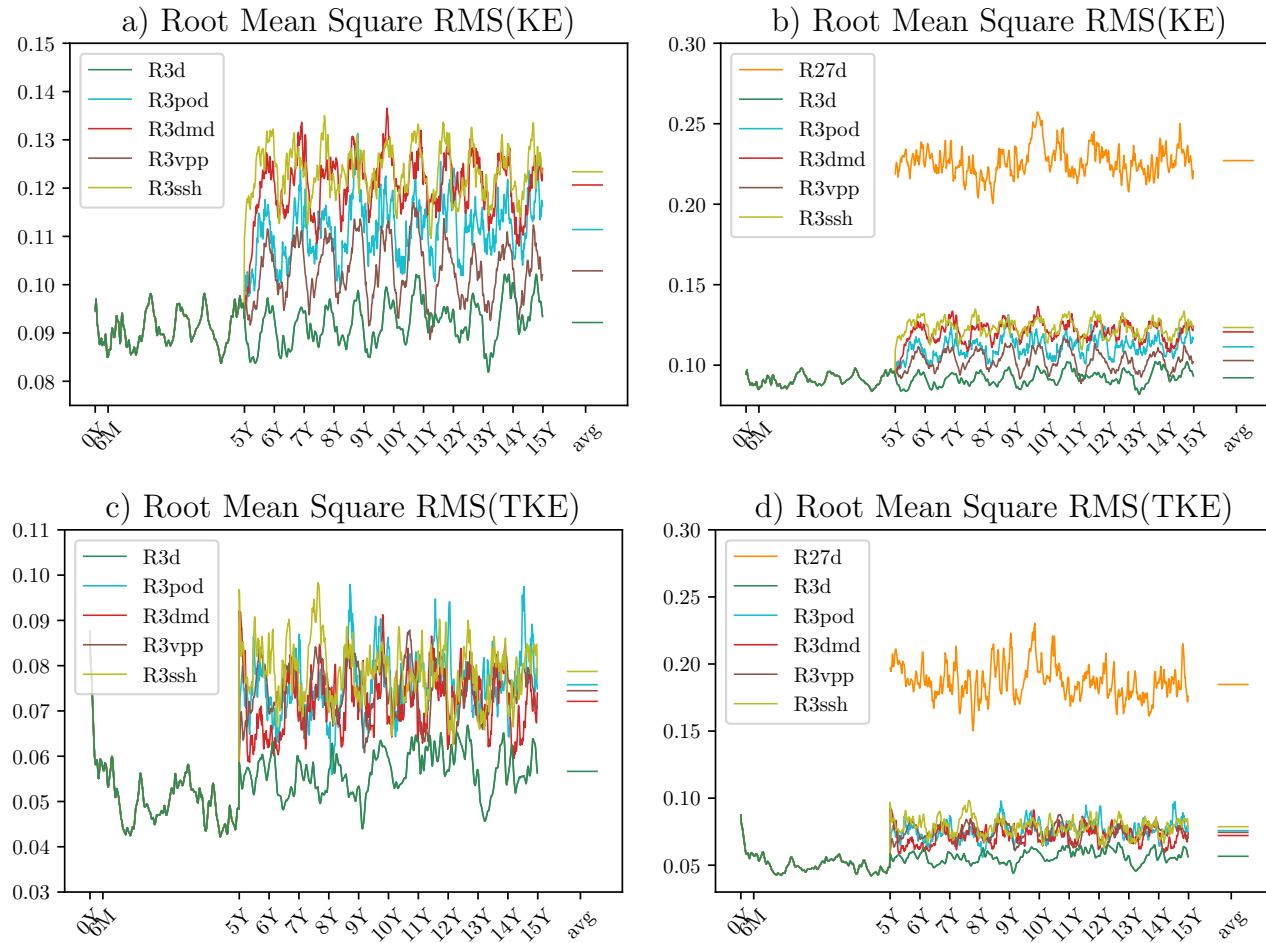 a) Root Mean Square RMS(KE)
0.15
0.14
0.13
0.12
0.11
0.10
0.09
0.08
R3d
R3pod
R3dmd
R3vpp
R3ssh
0Y
6M
5Y
6Y
7Y
8Y
9Y
10Y
11Y
12Y
13Y
14Y
15Y
avg
b) Root Mean Square RMS(KE)
0.30
0.25
0.20
0.15
0.10
R27d
R3d
R3pod
R3dmd
R3vpp
R3ssh
0Y
6M
5Y
6Y
7Y
8Y
9Y
10Y
11Y
12Y
13Y
14Y
15Y
avg
c) Root Mean Square RMS(TKE)
0.11
0.10
0.09
0.08
0.07
0.06
0.05
0.04
0.03
R3d
R3pod
R3dmd
R3vpp
R3ssh
0Y
6M
5Y
6Y
7Y
8Y
9Y
10Y
11Y
12Y
13Y
14Y
15Y
avg
d) Root Mean Square RMS(TKE)
0.30
0.25
0.20
0.15
0.10
0.05
R27d
R3d
R3pod
R3dmd
R3vpp
R3ssh
0Y
6M
5Y
6Y
7Y
8Y
9Y
10Y
11Y
12Y
13Y
14Y
15Y
avg